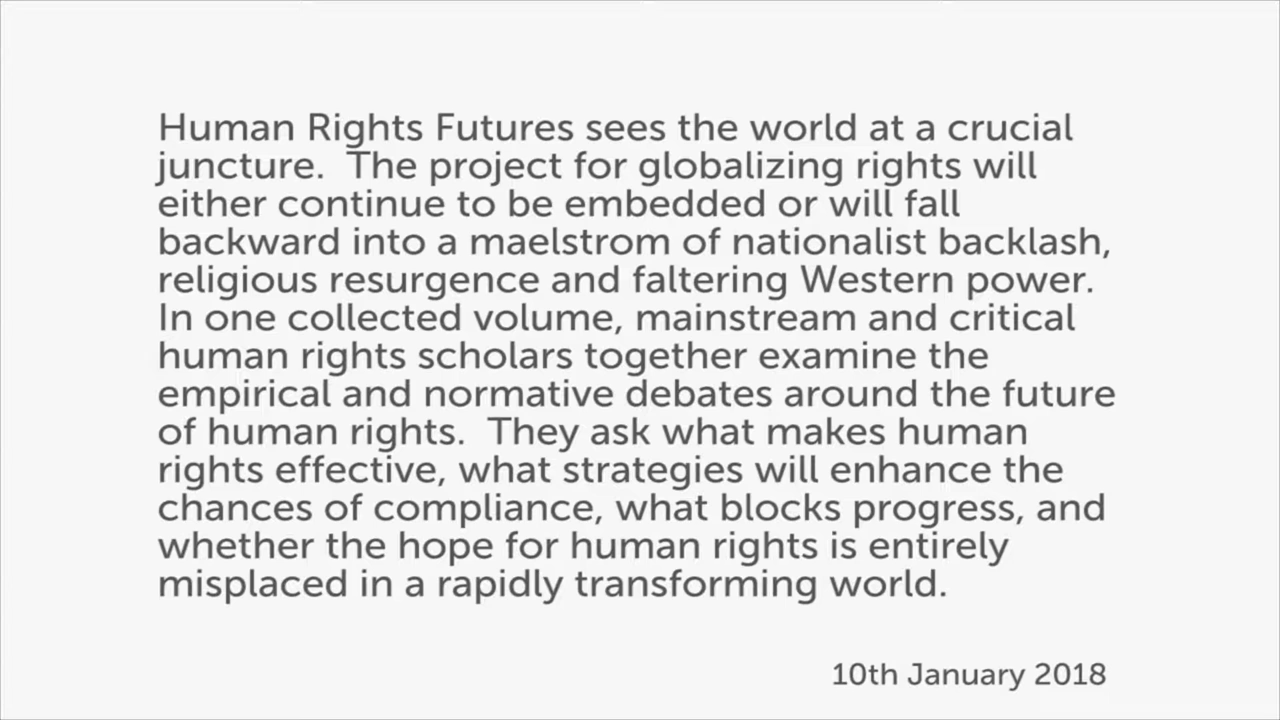 Human Rights Futures sees the world at a crucial
juncture.  The project for globalizing rights will
either continue to be embedded or will fall
backward into a maelstrom of nationalist backlash,
religious resurgence and faltering Western power.
In one collected volume, mainstream and critical
human rights scholars together examine the
empirical and normative debates around the future
of human rights.  They ask what makes human
rights effective, what strategies will enhance the
chances of compliance, what blocks progress, and
whether the hope for human rights is entirely
misplaced in a rapidly transforming world.
10th January 2018